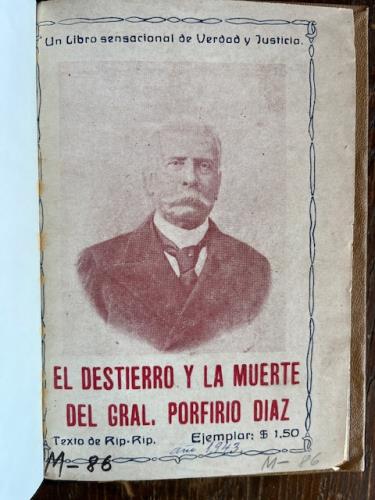 Un Libro sensacional de Verdad y Justicia.
EL DESTIERRO Y LA MUERTE
DEL GRAL. PORFIRIO DIAZ
Texto de Rip-Rip. Ejemplar: $ 1.50
año 1943
M-86 M-86